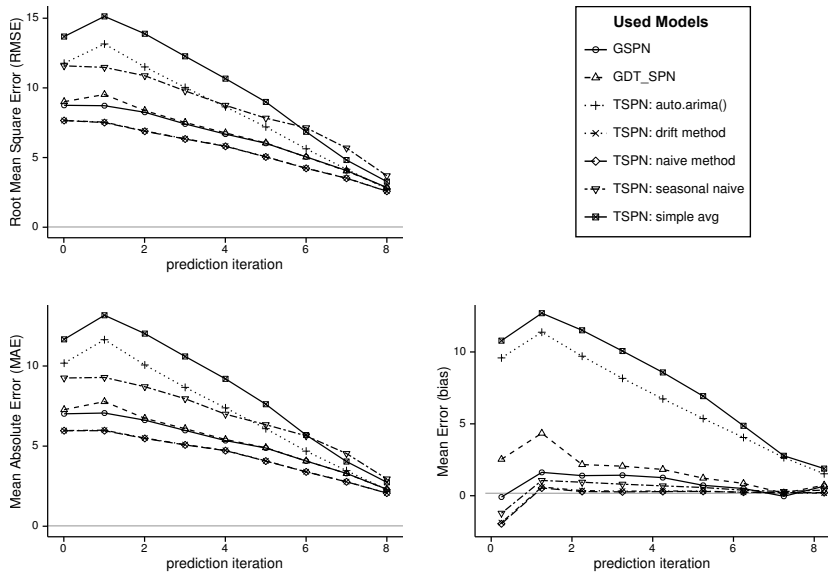 Root Mean Square Error (RMSE)
15
10
5
0
0 2 4 6 8
prediction iteration
Used Models
GSPN
GDT_SPN
TSPN: auto.arima()
TSPN: drift method
TSPN: naive method
TSPN: seasonal naive
TSPN: simple avg
Mean Absolute Error (MAE)
10
5
0
0 2 4 6 8
prediction iteration
Mean Error (bias)
10
5
0
0 2 4 6 8
prediction iteration